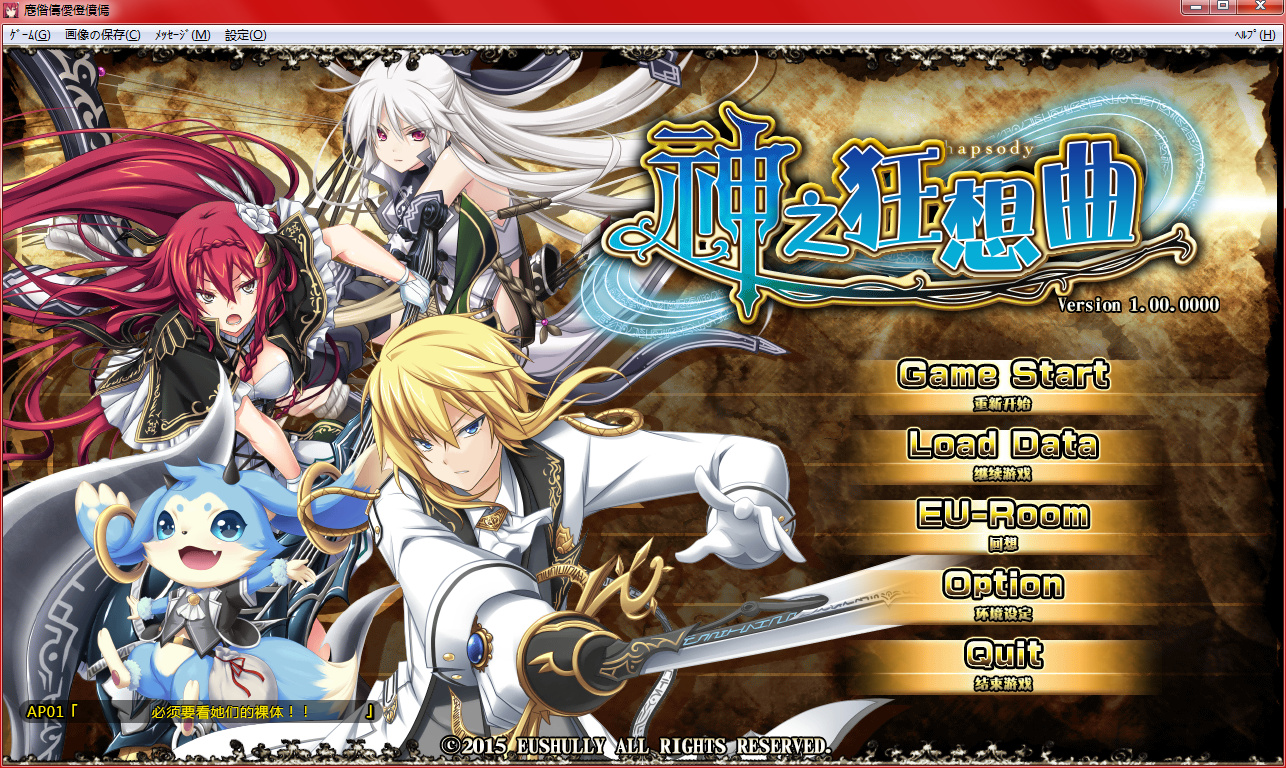 ゲーム(G) 画像の保存(C) メッセージ(M) 設定(O) ヘルプ(H)
hapsody
神之狂想曲
Version 1.00.0000
Game Start
重新开始
Load Data
继续游戏
EU-Room
回想
Option
环境设定
Quit
结束游戏
AP01「 必须要看她们的裸体！！ 」
©2015 EUSHULLY ALL RIGHTS RESERVED.